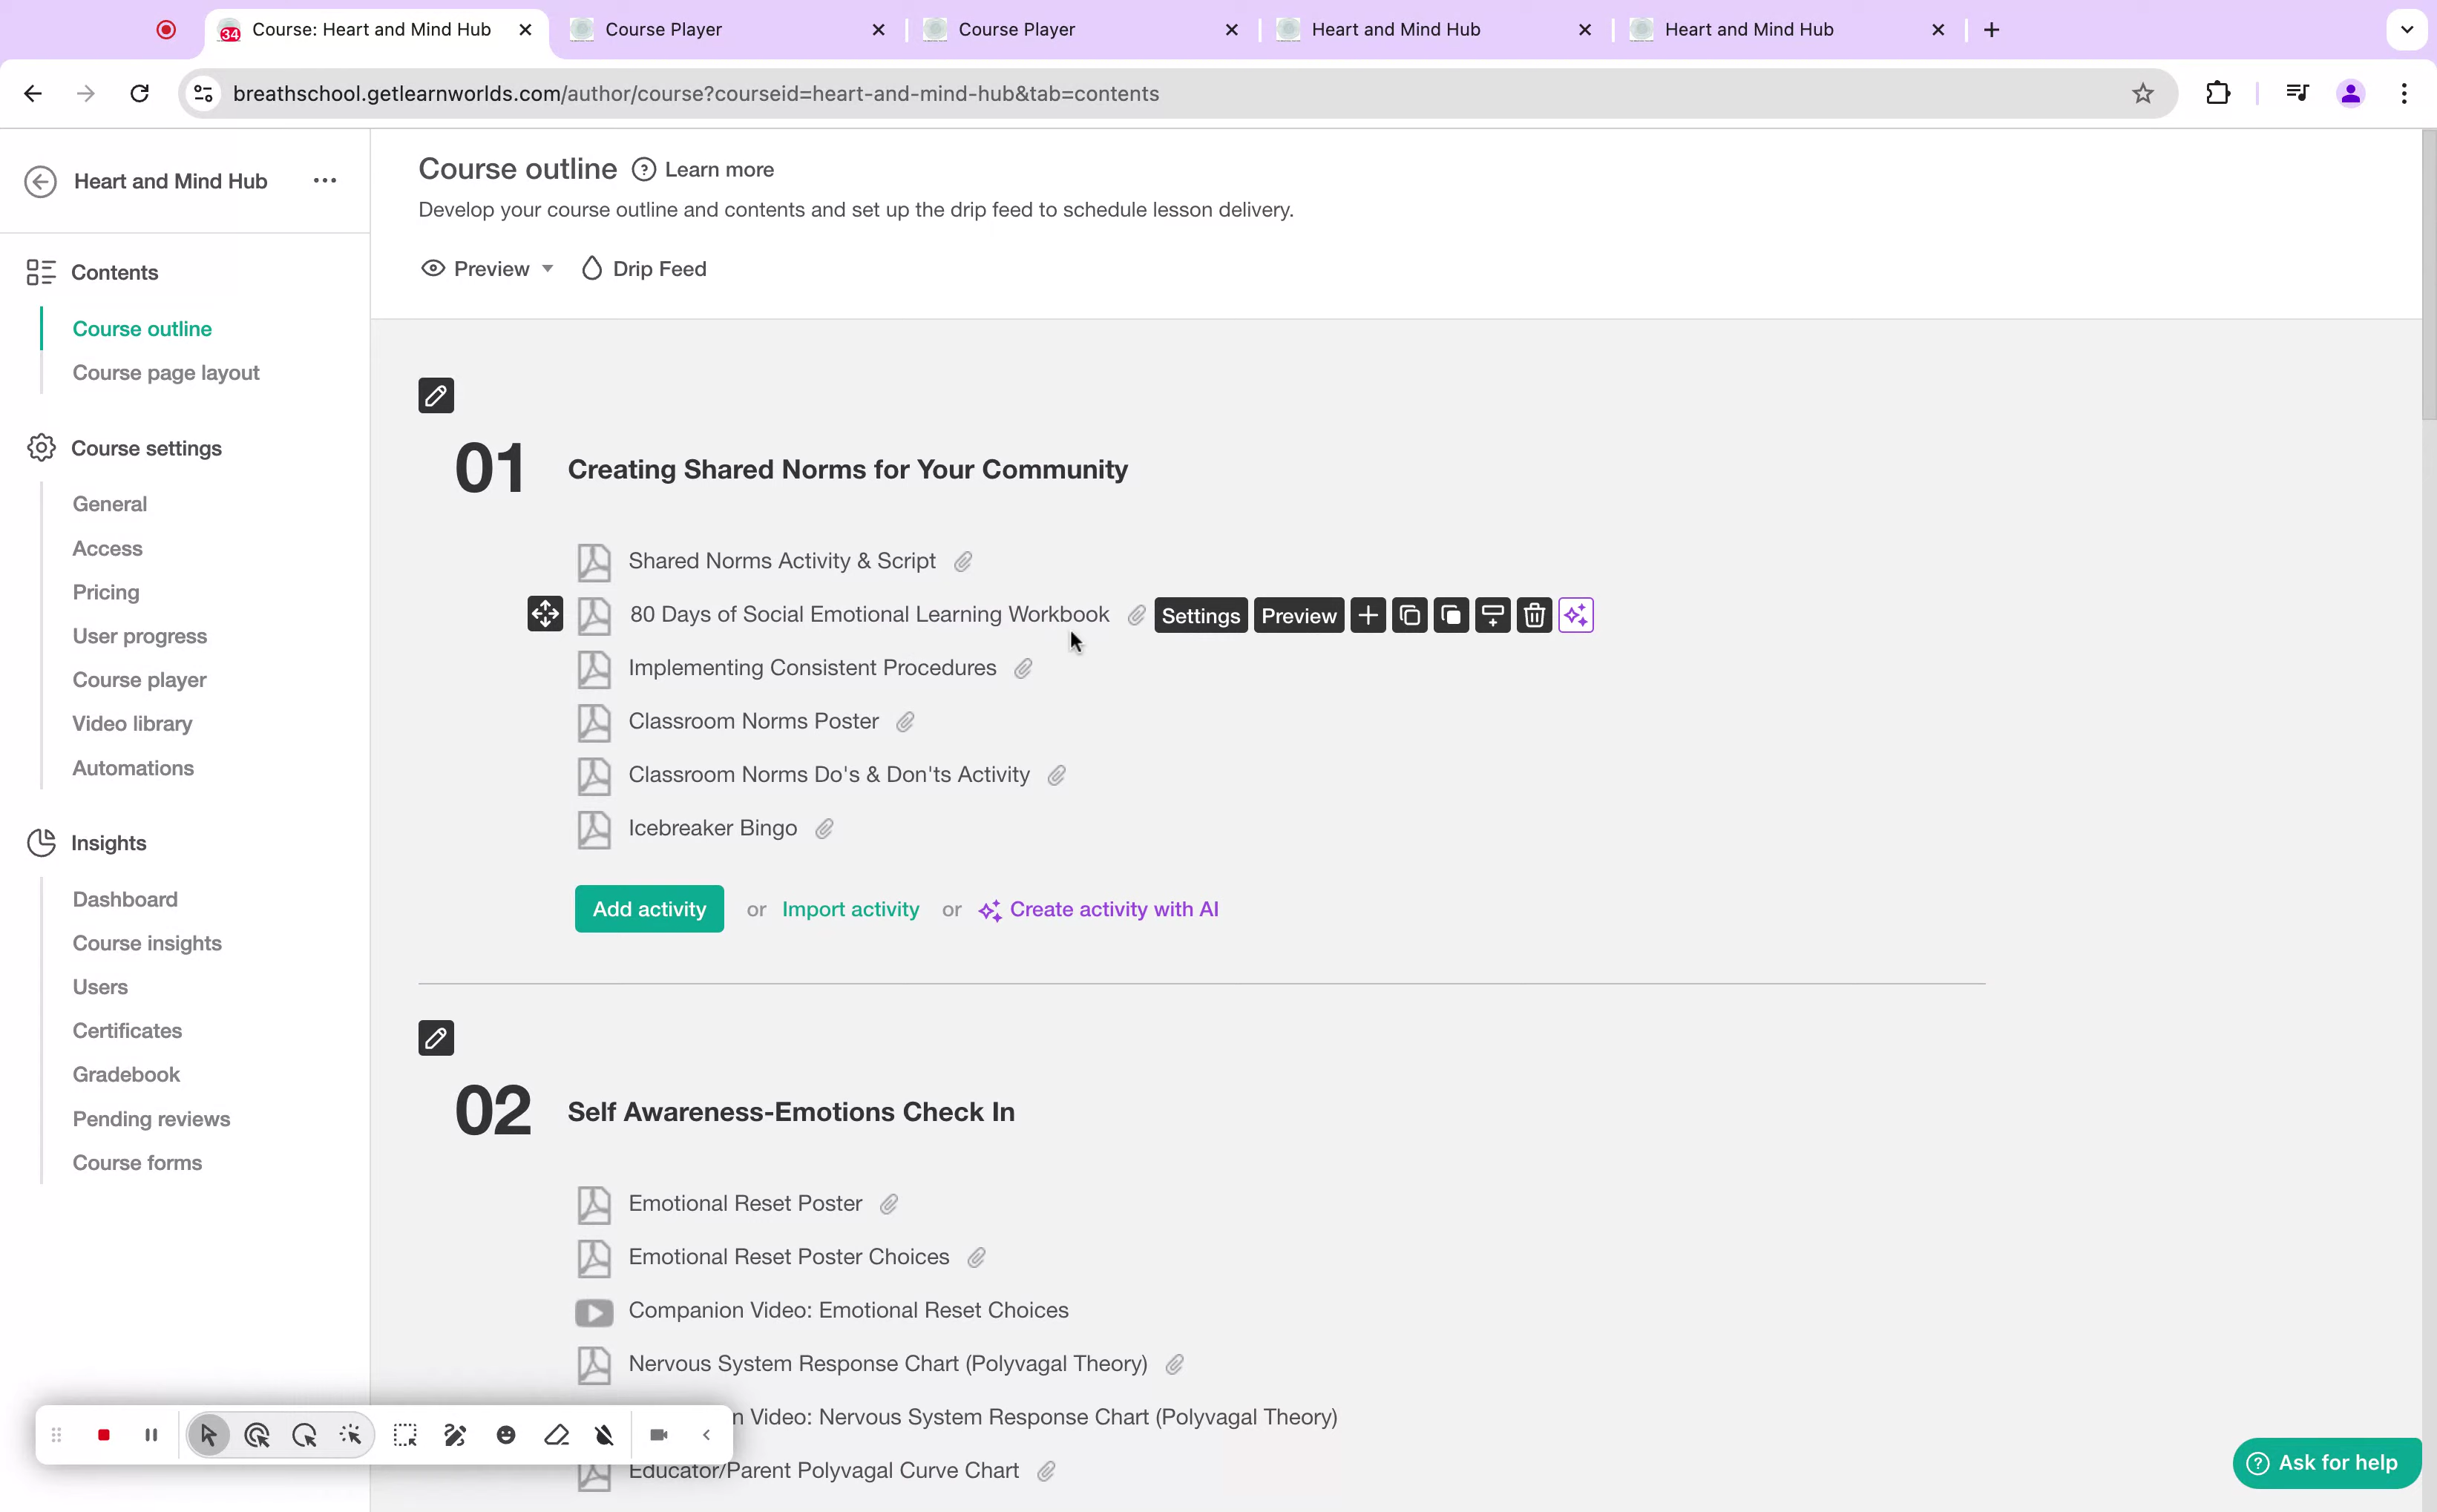 34 Course: Heart and Mind Hub
Course Player
Course Player
Heart and Mind Hub
Heart and Mind Hub
breathschool.getlearnworlds.com/author/course?courseid=heart-and-mind-hub&tab=contents
Heart and Mind Hub
Contents
Course outline
Course page layout
Course settings
General
Access
Pricing
User progress
Course player
Video library
Automations
Insights
Dashboard
Course insights
Users
Certificates
Gradebook
Pending reviews
Course forms
Course outline ? Learn more
Develop your course outline and contents and set up the drip feed to schedule lesson delivery.
Preview Drip Feed
01 Creating Shared Norms for Your Community
Shared Norms Activity & Script
80 Days of Social Emotional Learning Workbook Settings Preview
Implementing Consistent Procedures
Classroom Norms Poster
Classroom Norms Do's & Don'ts Activity
Icebreaker Bingo
Add activity or Import activity or Create activity with AI
02 Self Awareness-Emotions Check In
Emotional Reset Poster
Emotional Reset Poster Choices
Companion Video: Emotional Reset Choices
Nervous System Response Chart (Polyvagal Theory)
n Video: Nervous System Response Chart (Polyvagal Theory)
Educator/Parent Polyvagal Curve Chart
? Ask for help